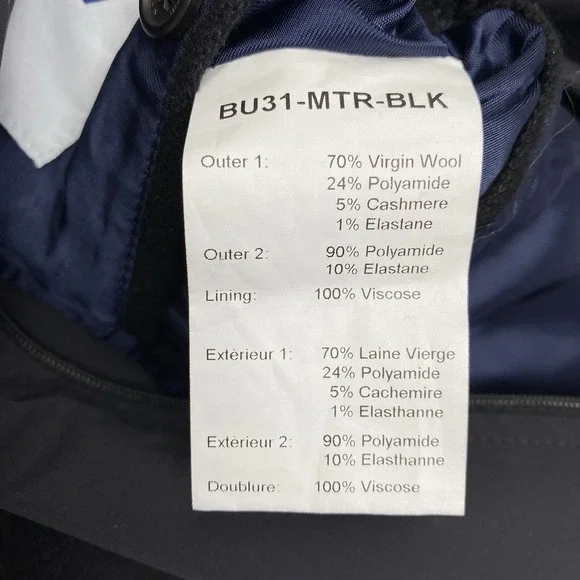 BU31-MTR-BLK
Outer 1: 70% Virgin Wool
24% Polyamide
5% Cashmere
1% Elastane
Outer 2: 90% Polyamide
10% Elastane
Lining: 100% Viscose
Extérieur 1: 70% Laine Vierge
24% Polyamide
5% Cachemire
1% Elasthanne
Extérieur 2: 90% Polyamide
10% Elasthanne
Doublure: 100% Viscose